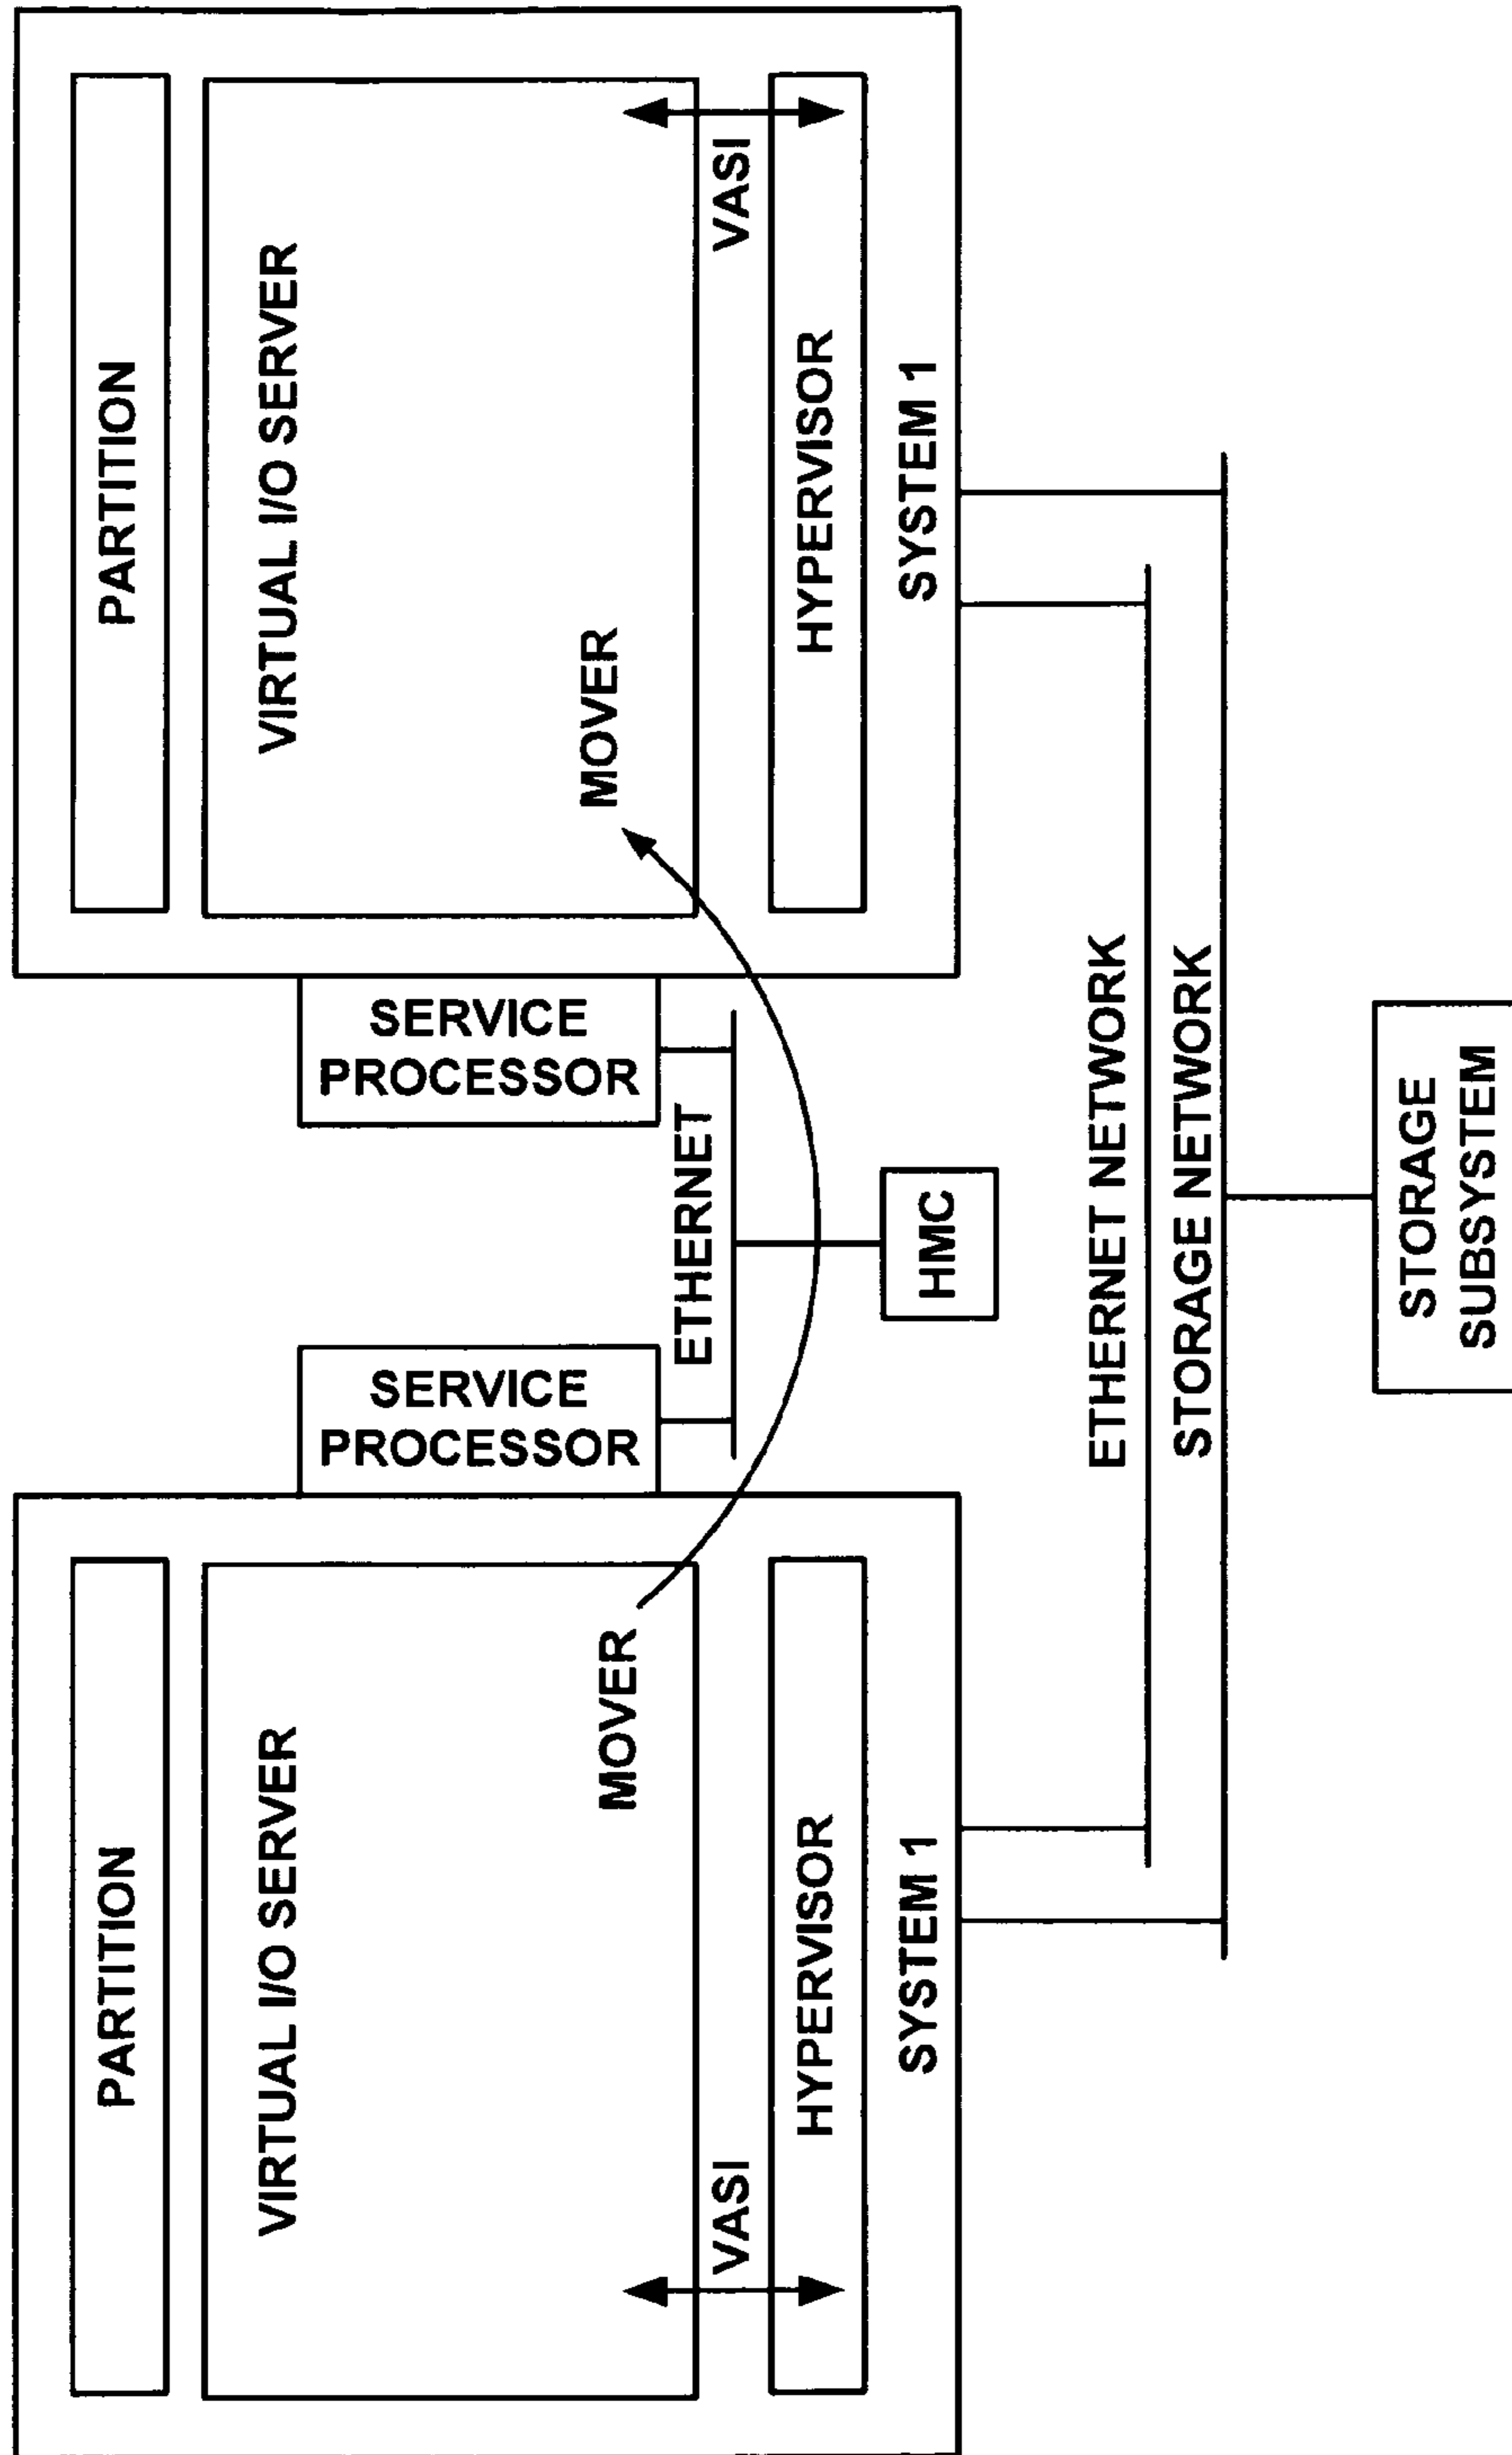 PARTITION
VIRTUAL I/O SERVER
MOVER
VASI
HYPERVISOR
SYSTEM 1
SERVICE
PROCESSOR
SERVICE
PROCESSOR
ETHERNET
HMC
PARTITION
VIRTUAL I/O SERVER
MOVER
VASI
HYPERVISOR
SYSTEM 1
ETHERNET NETWORK
STORAGE NETWORK
STORAGE
SUBSYSTEM